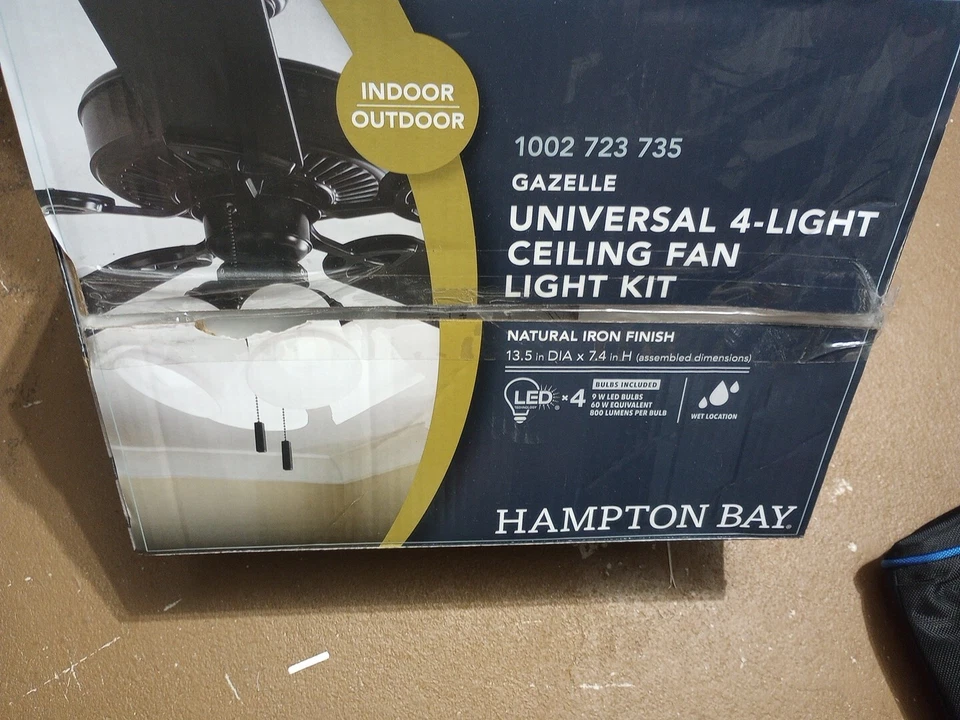 INDOOR
OUTDOOR
1002 723 735
GAZELLE
UNIVERSAL 4-LIGHT
CEILING FAN
LIGHT KIT
NATURAL IRON FINISH
13.5 in DIA x 7.4 in H (assembled dimensions)
LED
TECHNOLOGY
×4
BULBS INCLUDED
9 W LED BULBS
60 W EQUIVALENT
800 LUMENS PER BULB
WET LOCATION
HAMPTON BAY®